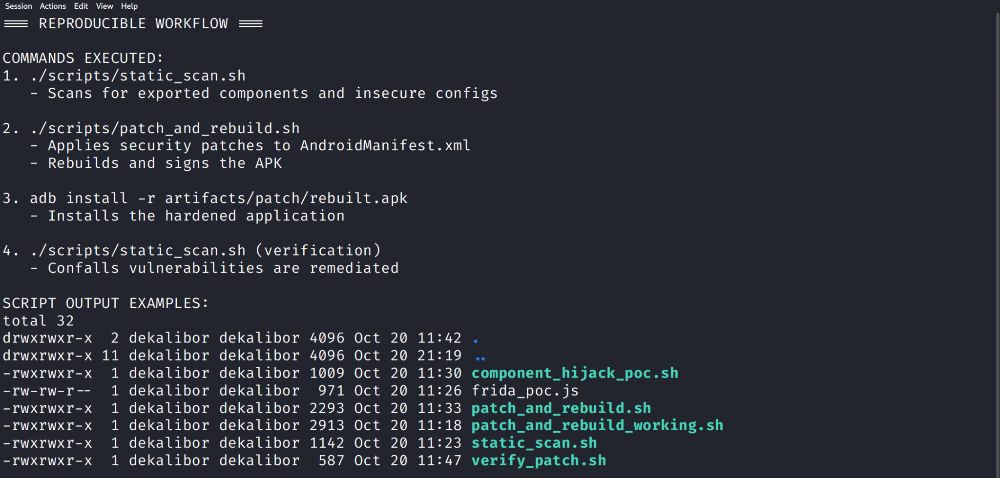 Session Actions Edit View Help
=== REPRODUCIBLE WORKFLOW ===
COMMANDS EXECUTED:
1. ./scripts/static_scan.sh
- Scans for exported components and insecure configs
2. ./scripts/patch_and_rebuild.sh
- Applies security patches to AndroidManifest.xml
- Rebuilds and signs the APK
3. adb install -r artifacts/patch/rebuilt.apk
- Installs the hardened application
4. ./scripts/static_scan.sh (verification)
- Confalls vulnerabilities are remediated
SCRIPT OUTPUT EXAMPLES:
total 32
drwxrwxr-x  2 dekalibor dekalibor 4096 Oct 20 11:42 .
drwxrwxr-x 11 dekalibor dekalibor 4096 Oct 20 21:19 ..
-rwxrwxr-x  1 dekalibor dekalibor 1009 Oct 20 11:30 component_hijack_poc.sh
-rw-rw-r--  1 dekalibor dekalibor  971 Oct 20 11:26 frida_poc.js
-rwxrwxr-x  1 dekalibor dekalibor 2293 Oct 20 11:33 patch_and_rebuild.sh
-rwxrwxr-x  1 dekalibor dekalibor 2913 Oct 20 11:18 patch_and_rebuild_working.sh
-rwxrwxr-x  1 dekalibor dekalibor 1142 Oct 20 11:23 static_scan.sh
-rwxrwxr-x  1 dekalibor dekalibor  587 Oct 20 11:47 verify_patch.sh